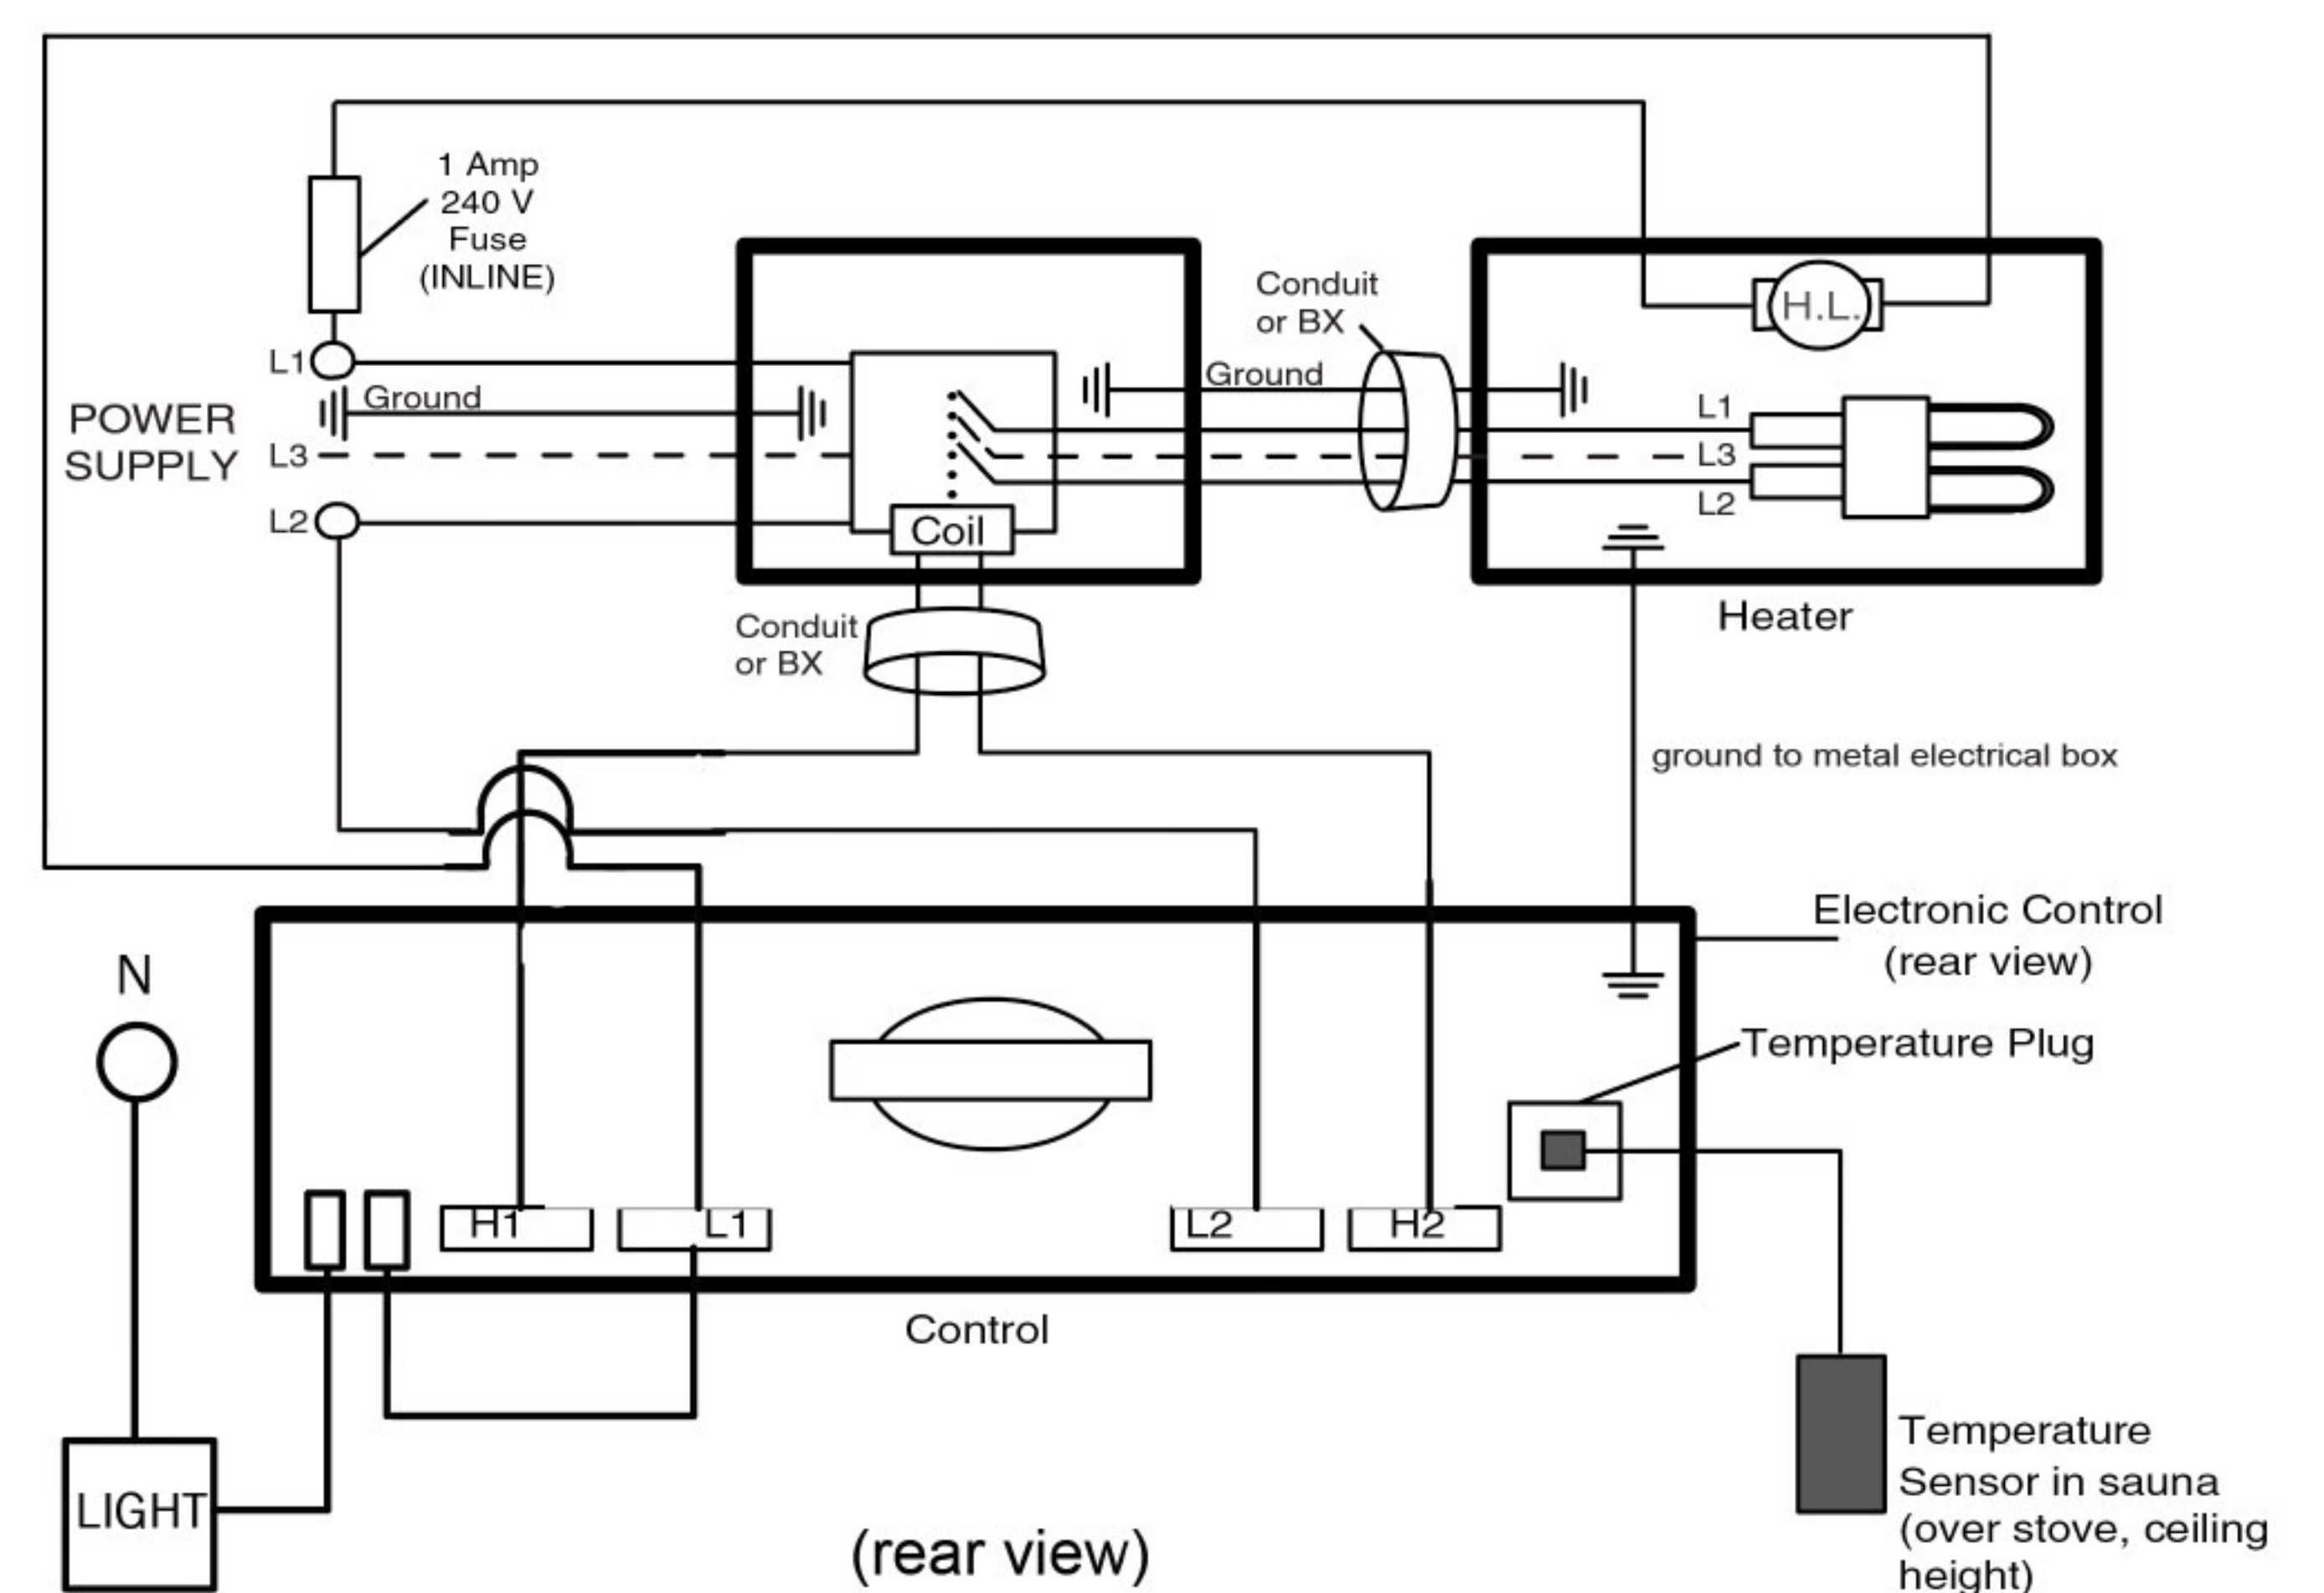 1 Amp
240 V
Fuse
(INLINE)
Conduit
or BX
H.L.
L1
Ground
Ground
L1
POWER
SUPPLY
L3
L3
L2
L2
Coil
Heater
Conduit
or BX
ground to metal electrical box
Electronic Control
(rear view)
N
Temperature Plug
H1
L1
L2
H2
Control
Temperature
Sensor in sauna
(over stove, ceiling
height)
LIGHT
(rear view)